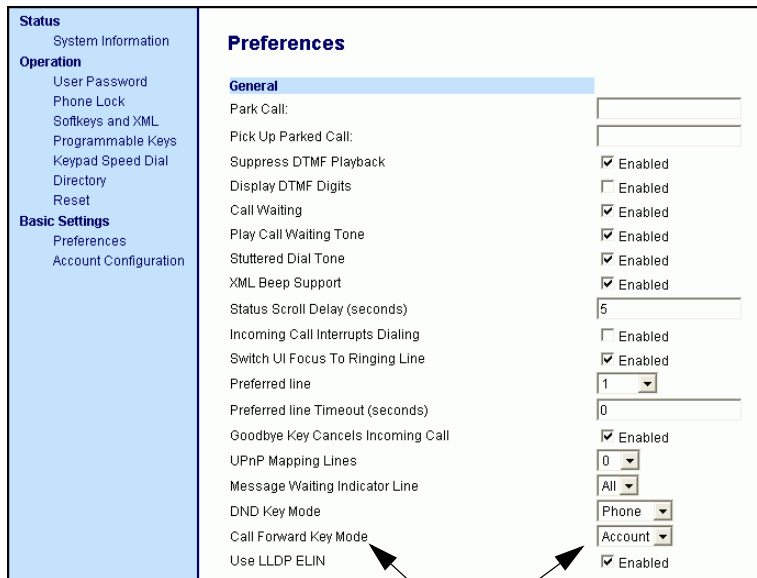 Status
System Information
Operation
User Password
Phone Lock
Softkeys and XML
Programmable Keys
Keypad Speed Dial
Directory
Reset
Basic Settings
Preferences
Account Configuration
Preferences
General
Park Call:
Pick Up Parked Call:
Suppress DTMF Playback Enabled
Display DTMF Digits Enabled
Call Waiting Enabled
Play Call Waiting Tone Enabled
Stuttered Dial Tone Enabled
XML Beep Support Enabled
Status Scroll Delay (seconds) 5
Incoming Call Interrupts Dialing Enabled
Switch UI Focus To Ringing Line Enabled
Preferred line 1
Preferred line Timeout (seconds) 0
Goodbye Key Cancels Incoming Call Enabled
UPnP Mapping Lines 0
Message Waiting Indicator Line All
DND Key Mode Phone
Call Forward Key Mode Account
Use LLDP ELIN Enabled